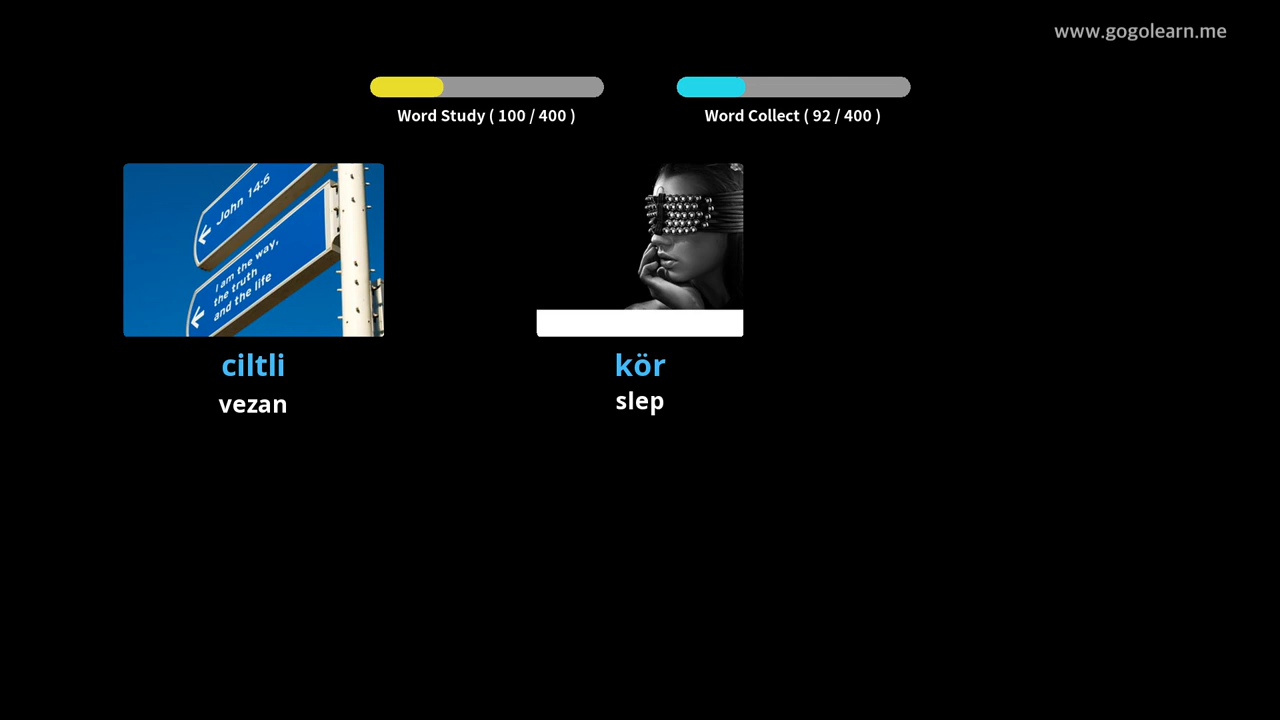 www.gogolearn.me
Word Study ( 100 / 400 )
Word Collect ( 92 / 400 )
John 14:6
I am the way,
the truth
and the life
ciltli
vezan
kör
slep